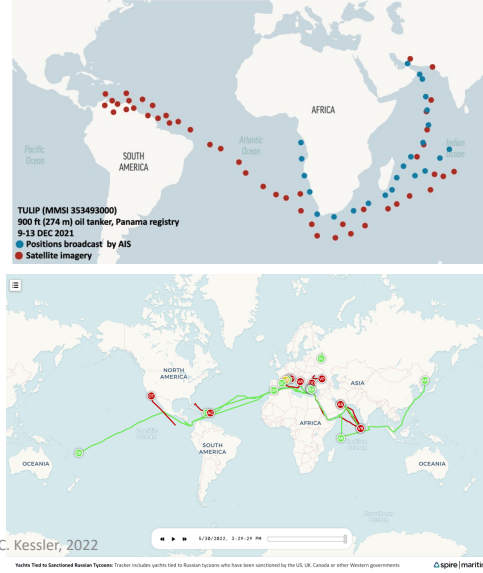 AFRICA
Pacific
Ocean
Atlantic
Ocean
Indian
Ocean
SOUTH
AMERICA
TULIP (MMSI 353493000)
900 ft (274 m) oil tanker, Panama registry
9-13 DEC 2021
Positions broadcast by AIS
Satellite imagery
NORTH
AMERICA
ASIA
AFRICA
SOUTH
AMERICA
OCEANIA
OCEANIA
C. Kessler, 2022
5/30/2022, 3:29:29 PM
Yachts Tied to Sanctioned Russian Tycoons: Tracker includes yachts tied to Russian tycoons who have been sanctioned by the US, UK, Canada or other Western governments
spire | maritim